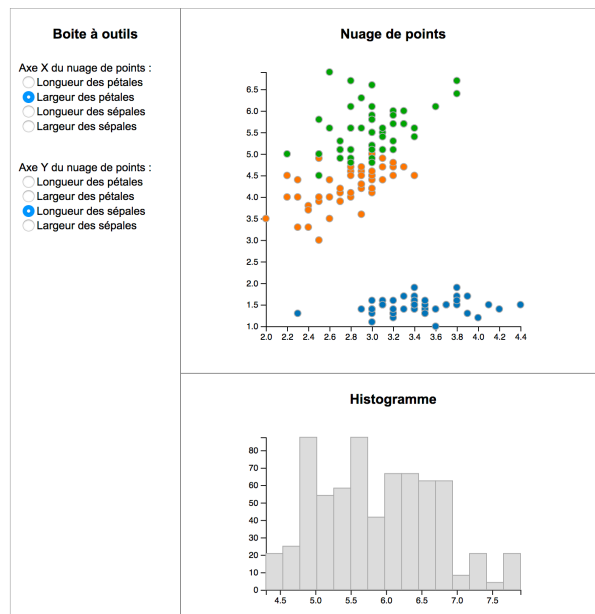 Boite à outils
Axe X du nuage de points :
Longueur des pétales
Largeur des pétales
Longueur des sépales
Largeur des sépales
Axe Y du nuage de points :
Longueur des pétales
Largeur des pétales
Longueur des sépales
Largeur des sépales
Nuage de points
6.5
6.0
5.5
5.0
4.5
4.0
3.5
3.0
2.5
2.0
1.5
1.0
2.0 2.2 2.4 2.6 2.8 3.0 3.2 3.4 3.6 3.8 4.0 4.2 4.4
Histogramme
80
70
60
50
40
30
20
10
0
4.5 5.0 5.5 6.0 6.5 7.0 7.5